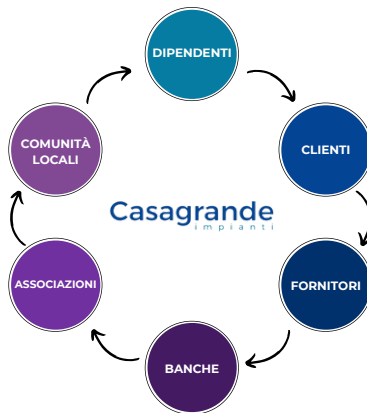 DIPENDENTI
CLIENTI
FORNITORI
BANCHE
ASSOCIAZIONI
COMUNITÀ
LOCALI
Casagrande
impianti